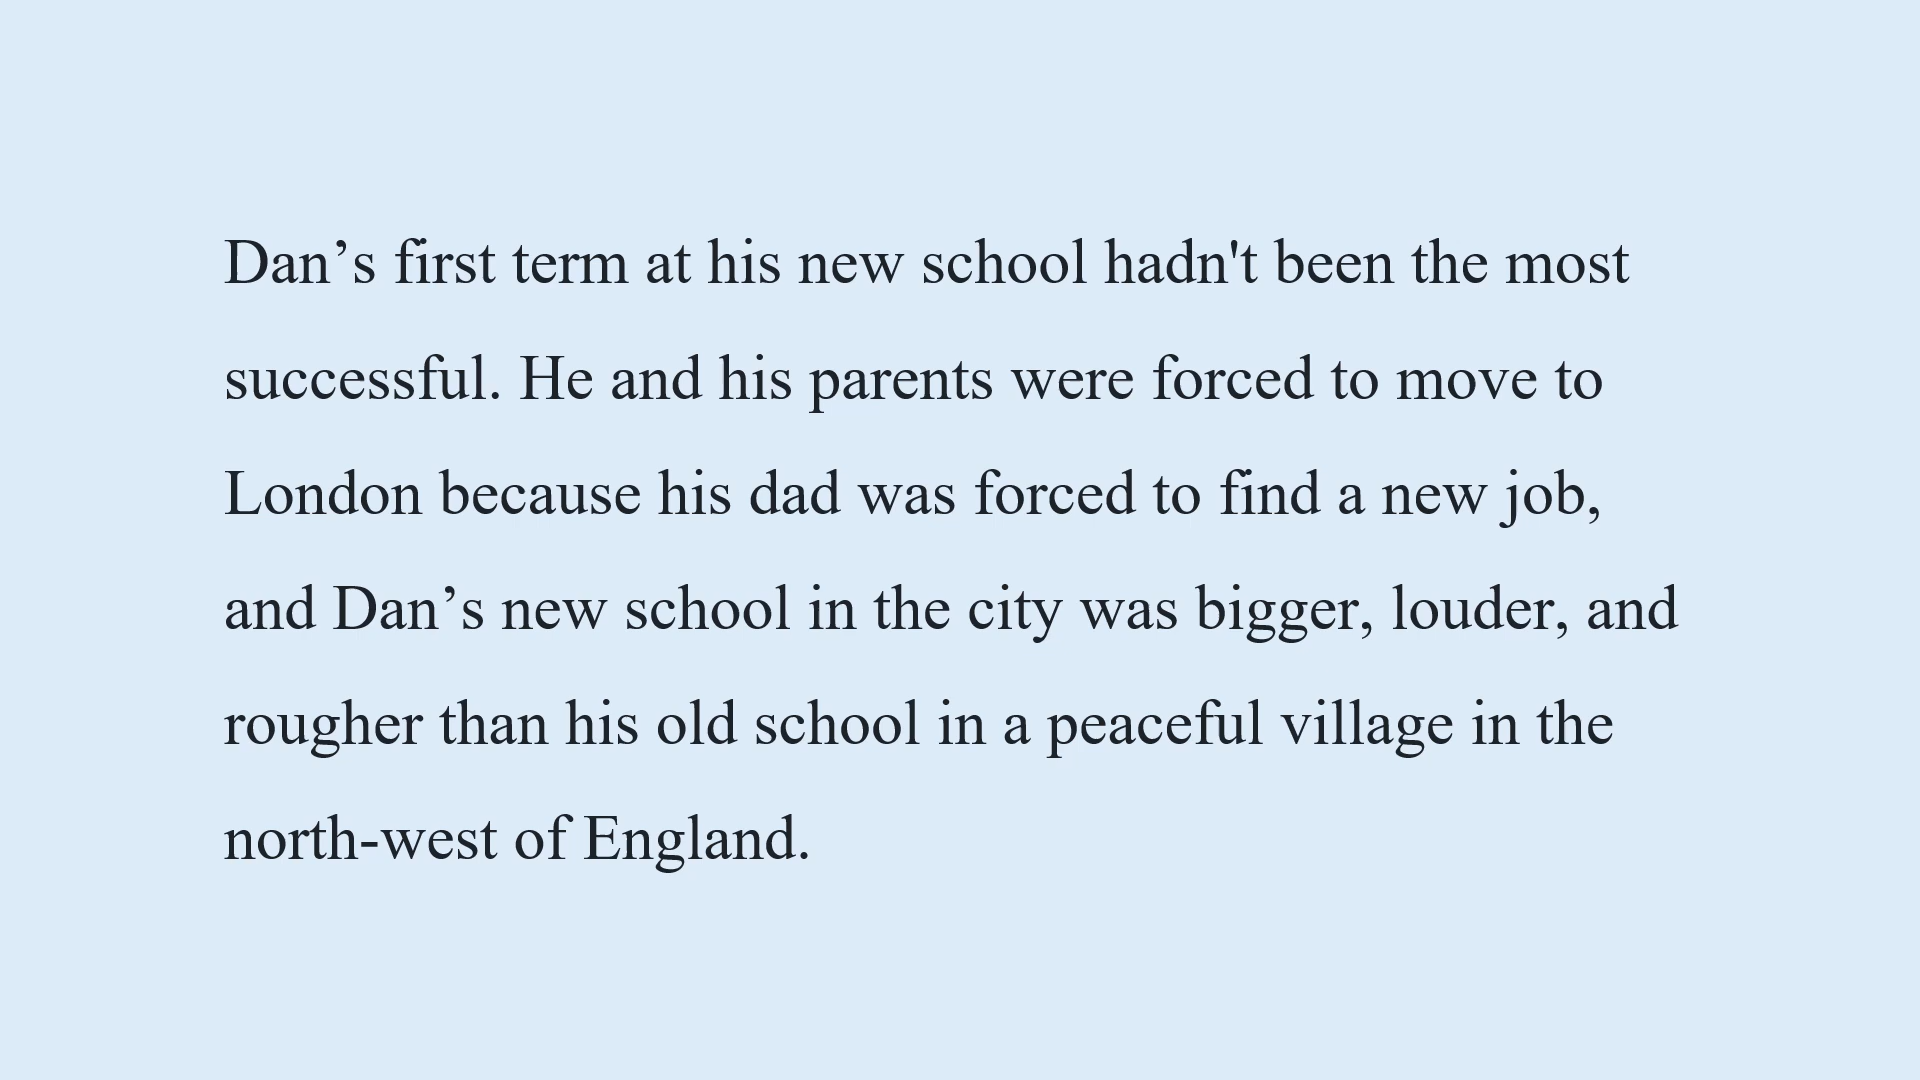 Dan’s first term at his new school hadn't been the most
successful. He and his parents were forced to move to
London because his dad was forced to find a new job,
and Dan’s new school in the city was bigger, louder, and
rougher than his old school in a peaceful village in the
north-west of England.